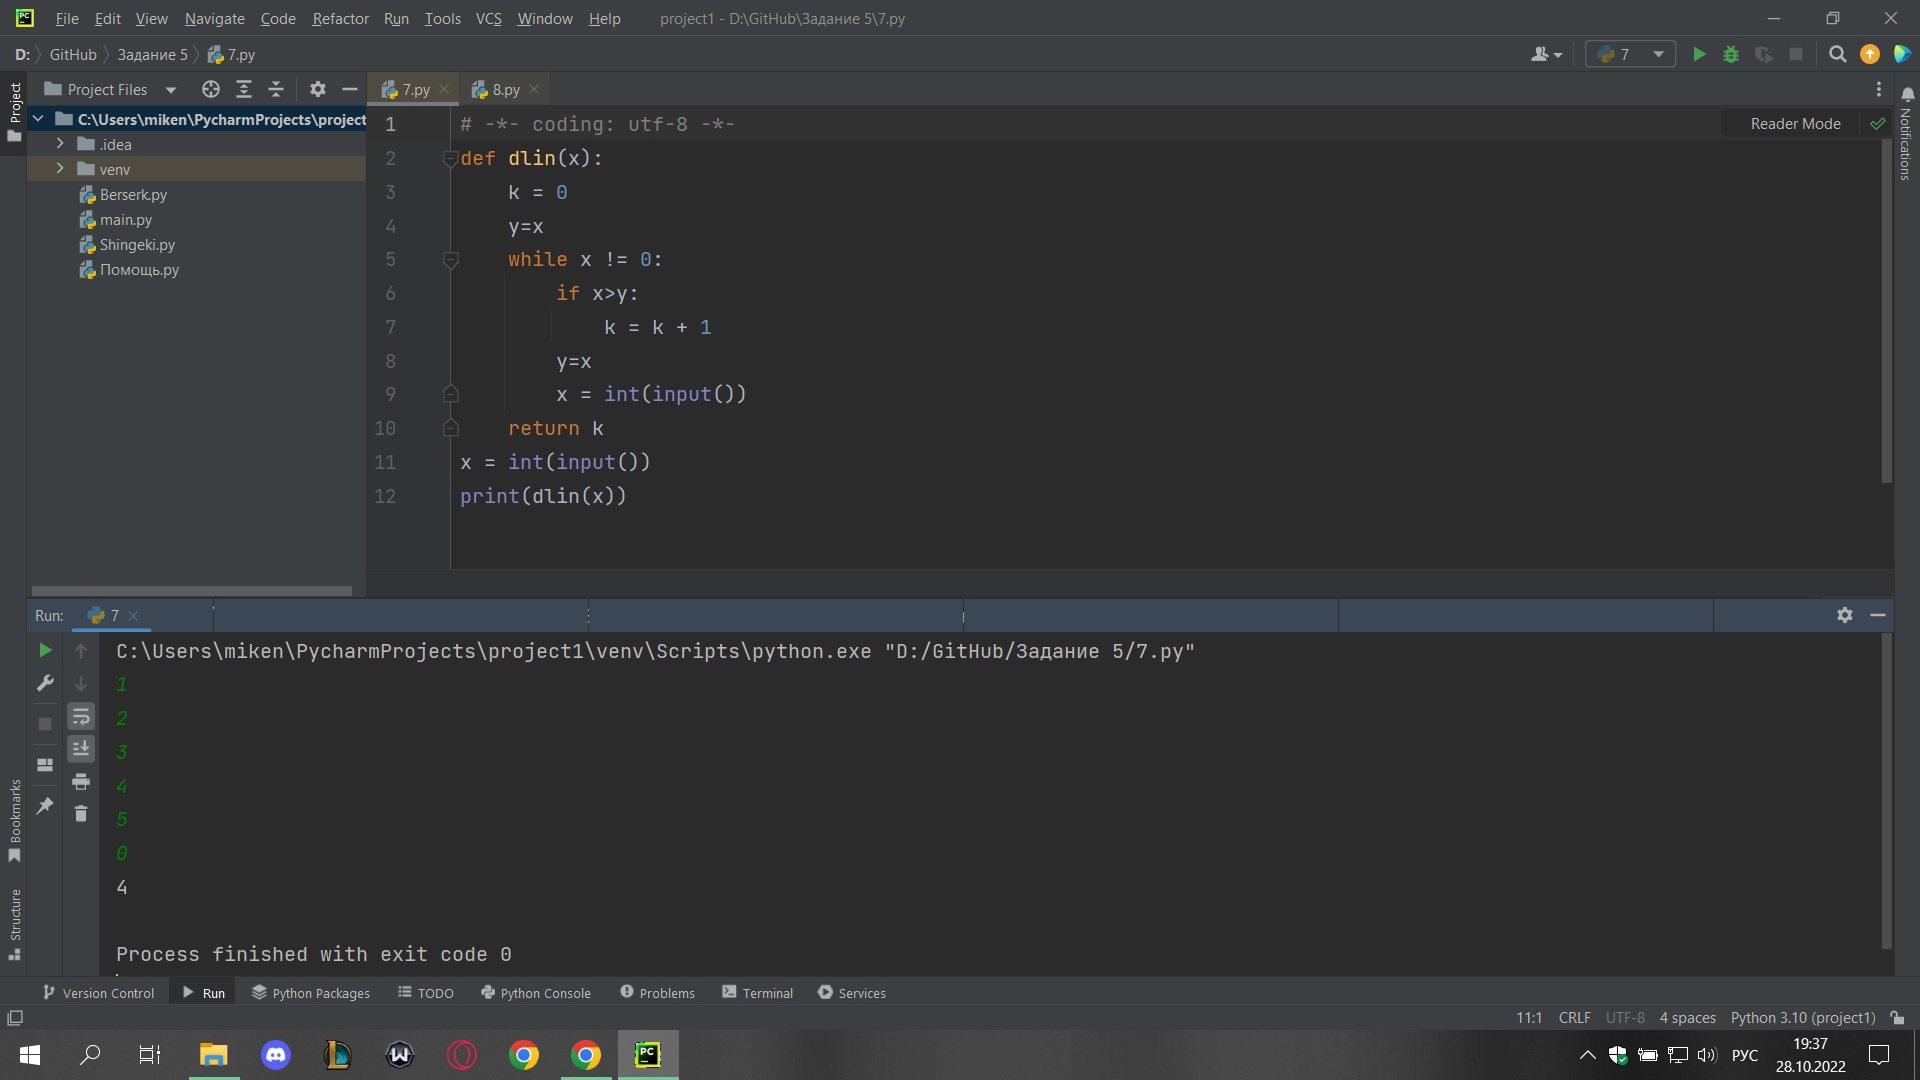 PC File Edit View Navigate Code Refactor Run Tools VCS Window Help project1 - D:\GitHub\Задание 5\7.py
D: GitHub Задание 5 7.py 7
Project Project Files 7.py 8.py
C:\Users\miken\PycharmProjects\project
.idea
venv
Berserk.py
main.py
Shingeki.py
Помощь.py
1 # -*- coding: utf-8 -*-
2 def dlin(x):
3 k = 0
4 y=x
5 while x != 0:
6 if x>y:
7 k = k + 1
8 y=x
9 x = int(input())
10 return k
11 x = int(input())
12 print(dlin(x))
Reader Mode
Notifications
Run: 7
C:\Users\miken\PycharmProjects\project1\venv\Scripts\python.exe "D:/GitHub/Задание 5/7.py"
1
2
3
4
5
0
4
Process finished with exit code 0
Bookmarks
Structure
Version Control Run Python Packages TODO Python Console Problems Terminal Services
11:1 CRLF UTF-8 4 spaces Python 3.10 (project1)
PC РУС 19:37
28.10.2022